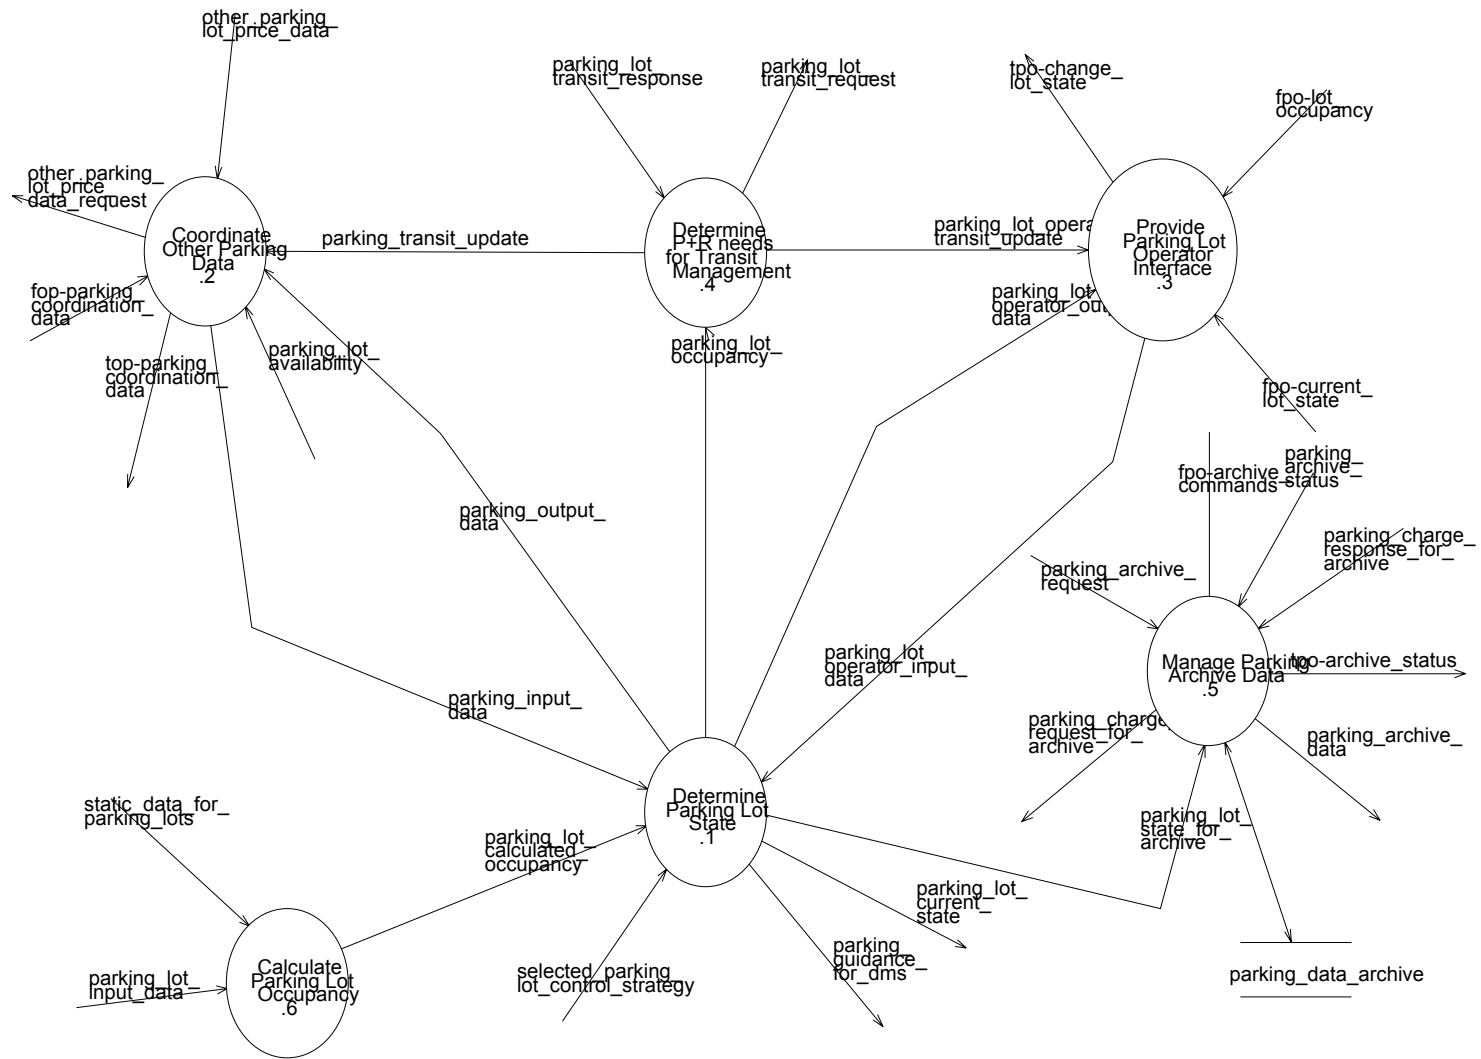 other_parking_
lot_price_data
parking_lot_
transit_response
parking_lot_
transit_request
tpo-change_
lot_state
fpo-lot_
occupancy
other_parking_
lot_price_
data_request
Coordinate
Other Parking
Data
.2
parking_transit_update
Determine
P+R needs
for Transit
Management
.4
parking_lot_opera
transit_update
Provide
Parking Lot
Operator
Interface
.3
fop-parking_
coordination_
data
parking_lot_
operator_out
data
top-parking_
coordination_
data
parking_lot_
availability
parking_lot_
occupancy
fpo-current_
lot_state
fpo-archive_
commands
parking_
archive_
status
parking_output_
data
parking_charge_
response_for_
archive
parking_archive_
request
parking_lot_
operator_input_
data
Manage Parking
Archive Data
.5
tpo-archive_status
parking_input_
data
parking_charge_
request_for_
archive
parking_archive_
data
static_data_for_
parking_lots
Determine
Parking Lot
State
.1
parking_lot_
calculated_
occupancy
parking_lot_
state_for_
archive
parking_lot_
current_
state
parking_
guidance_
for_dms
selected_parking_
lot_control_strategy
parking_lot_
input_data
Calculate
Parking Lot
Occupancy
.6
parking_data_archive